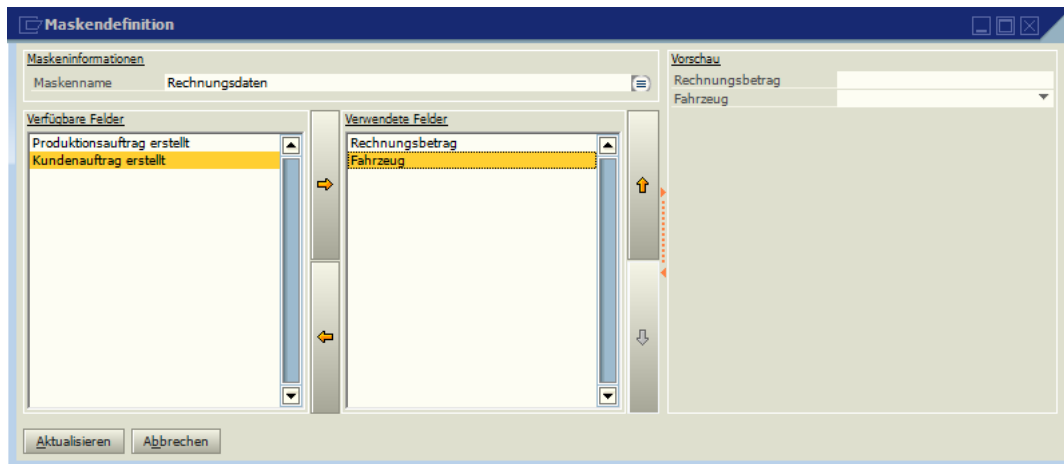 Maskendefinition
Maskeninformationen
Maskenname Rechnungsdaten
Verfügbare Felder
Produktionsauftrag erstellt
Kundenauftrag erstellt
Verwendete Felder
Rechnungsbetrag
Fahrzeug
Vorschau
Rechnungsbetrag
Fahrzeug
Aktualisieren Abbrechen